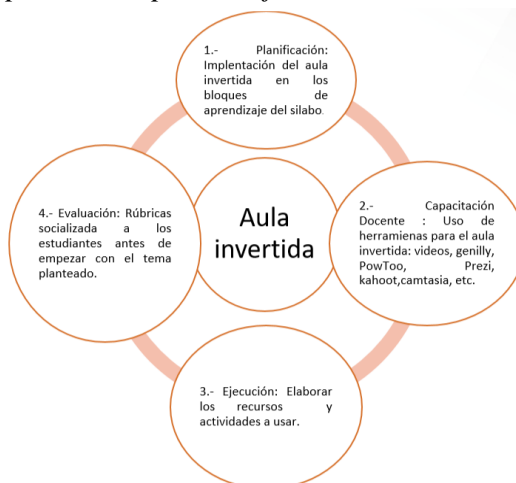 1.- Planificación:
Implentación del aula
invertida en los
bloques de
aprendizaje del silabo.
Aula
invertida
2.- Capacitación
Docente : Uso de
herramienas para el aula
invertida: videos, genilly,
PowToo, Prezi,
kahoot,camtasia, etc.
3.- Ejecución: Elaborar
los recursos y
actividades a usar.
4.- Evaluación: Rúbricas
socializada a los
estudiantes antes de
empezar con el tema
planteado.